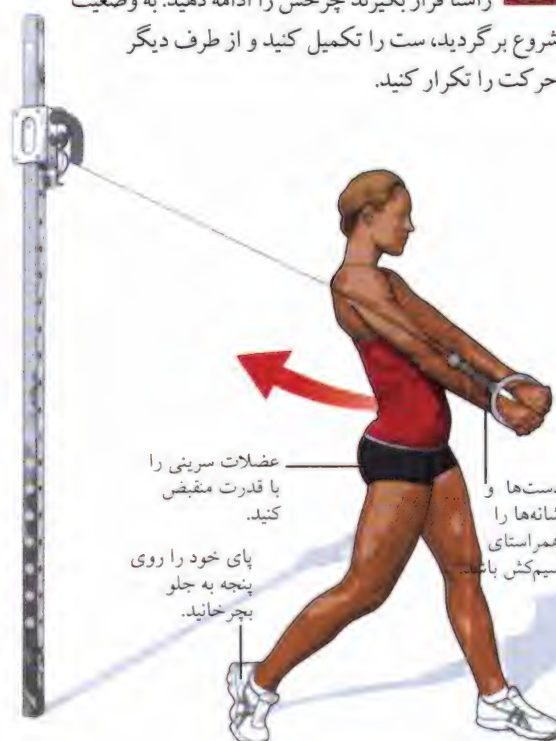 راستا قرار بگیرند چرخش را ادامه دهید. به وضعیت
شروع برگردید، ست را تکمیل کنید و از طرف دیگر
حرکت را تکرار کنید.
عضلات سرینی را
با قدرت منقبض
کنید.
پای خود را روی
پنجه به جلو
بچرخانید.
دست‌ها و
شانه‌ها را
همراستای
سیم‌کش باشد.